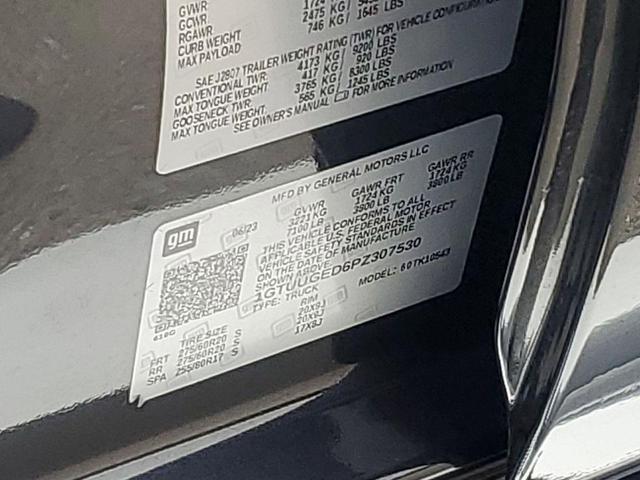 GVWR
GCWR
RGAWR 1724
CURB WEIGHT 2475 KG
MAX PAYLOAD 746 KG / 1645 LBS
SAE J2807 TRAILER WEIGHT RATING (TWR) FOR VEHICLE CONFIGURATION
CONVENTIONAL TWR: 4173 KG / 9200 LBS
MAX TONGUE WEIGHT: 417 KG / 920 LBS
GOOSENECK TWR: 3765 KG / 8300 LBS
MAX TONGUE WEIGHT: 565 KG / 1245 LBS
SEE OWNER'S MANUAL FOR MORE INFORMATION
MFD BY GENERAL MOTORS LLC
gm 06/23 GVWR GAWR FRT GAWR RR
3221 KG 1724 KG 1724 KG
7100 LB 3800 LB 3800 LB
THIS VEHICLE CONFORMS TO ALL
APPLICABLE FEDERAL MOTOR
VEHICLE SAFETY STANDARDS IN EFFECT
ON THE DATE OF MANUFACTURE
SHOWN ABOVE.
1GTUUGED6PZ307530
TYPE: TRUCK MODEL: 60TK10543
TIRE SIZE RIM
FRT 275/60R20 S 20X9J
RR 275/60R20 S 20X9J
SPA 255/80R17 S 17X8J